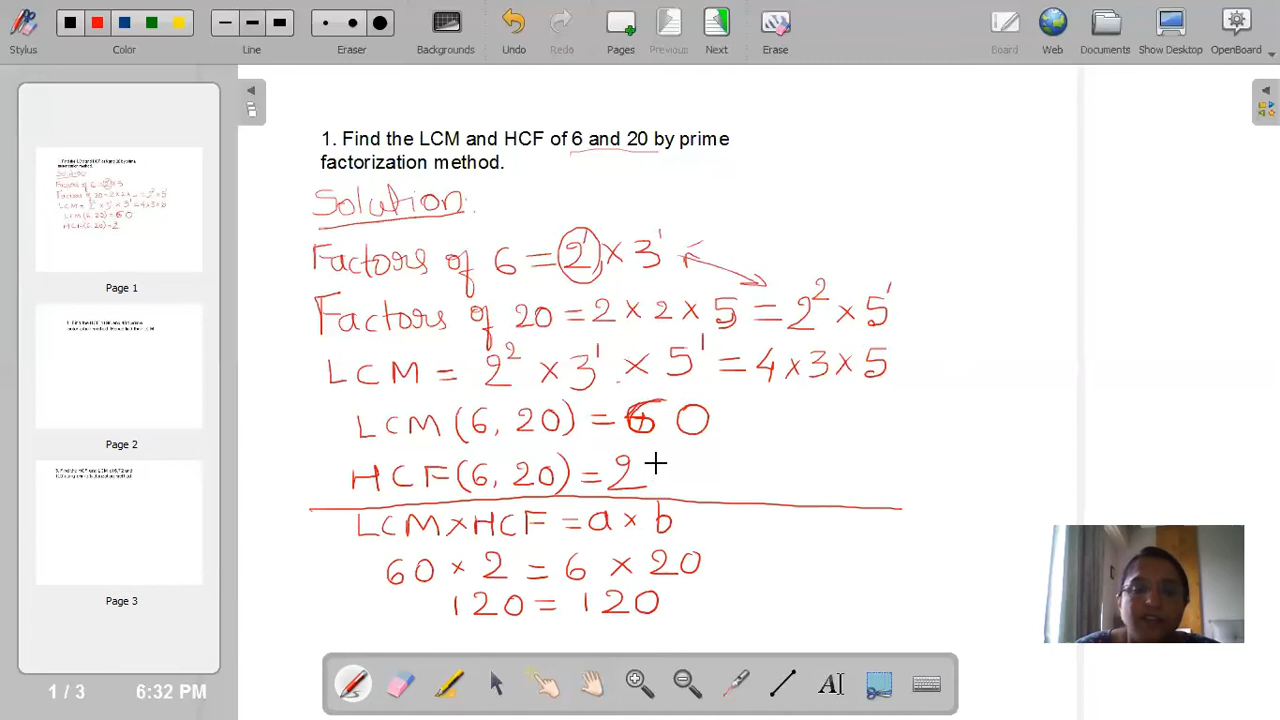 Stylus Color Line Eraser Backgrounds Undo Redo Pages Previous Next Erase Board Web Documents Show Desktop OpenBoard
1. Find the LCM and HCF of 6 and 20 by prime
factorization method.
Solution:
Factors of 6 = 2¹ × 3¹
Factors of 20 = 2 × 2 × 5 = 2² × 5¹
LCM = 2² × 3¹ × 5¹ = 4 × 3 × 5
LCM (6, 20) = 60
HCF (6, 20) = 2
LCM × HCF = a × b
60 × 2 = 6 × 20
120 = 120
Page 1
Page 2
Page 3
1 / 3 6:32 PM
AI